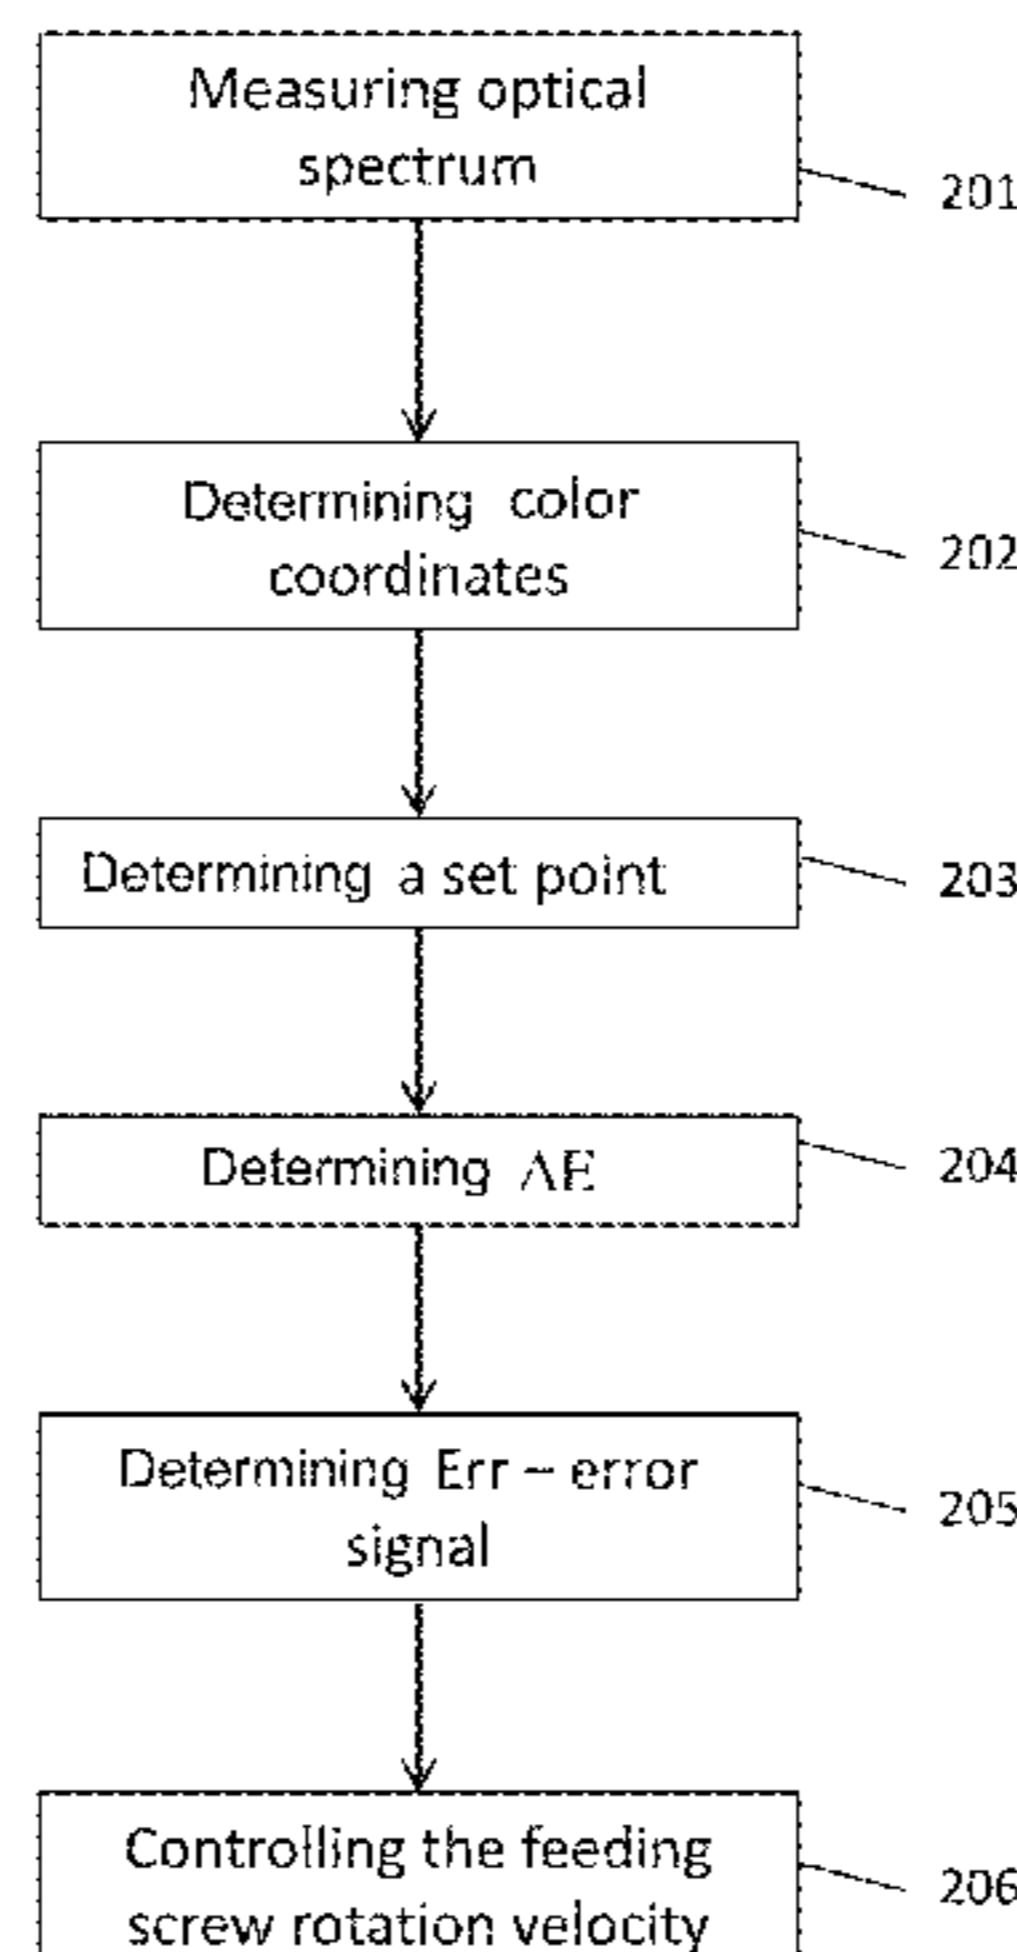 Measuring optical
spectrum
201
Determining color
coordinates
202
Determining a set point
203
Determining ΔE
204
Determining Err – error
signal
205
Controlling the feeding
screw rotation velocity
206